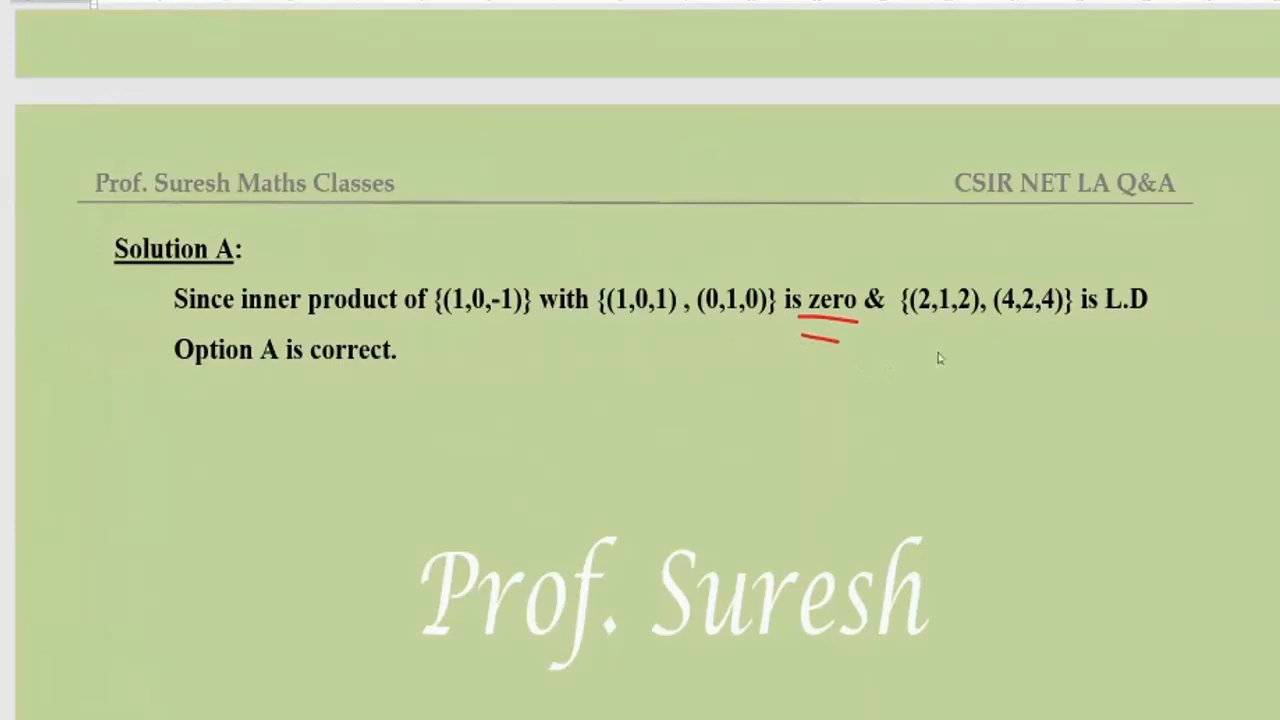 Prof. Suresh Maths Classes CSIR NET LA Q&A
Solution A:
Since inner product of {(1,0,-1)} with {(1,0,1) , (0,1,0)} is zero & {(2,1,2), (4,2,4)} is L.D
Option A is correct.
Prof. Suresh